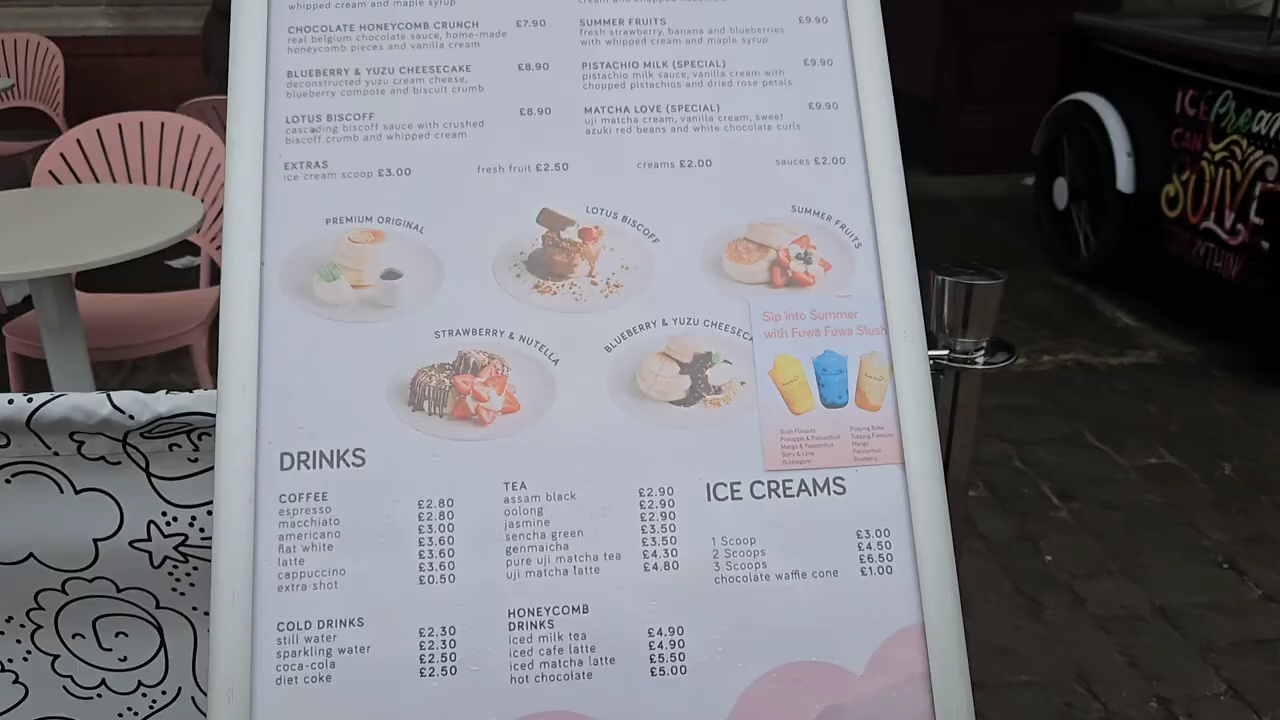 whipped cream and maple syrup
CHOCOLATE HONEYCOMB CRUNCH £7.90
real belgian chocolate sauce, home-made
honeycomb pieces and vanilla cream
BLUEBERRY & YUZU CHEESECAKE £8.90
deconstructed yuzu cream cheese,
blueberry compote and biscuit crumb
LOTUS BISCOFF £8.90
cascading biscoff sauce with crushed
biscoff crumb and whipped cream
SUMMER FRUITS £9.90
fresh strawberry, banana and blueberries
with whipped cream and maple syrup
PISTACHIO MILK (SPECIAL) £9.90
pistachio milk sauce, vanilla cream with
chopped pistachios and dried rose petals
MATCHA LOVE (SPECIAL) £9.90
uji matcha cream, vanilla cream, sweet
azuki red beans and white chocolate curls
EXTRAS
ice cream scoop £3.00 fresh fruit £2.50 creams £2.00 sauces £2.00
PREMIUM ORIGINAL
LOTUS BISCOFF
SUMMER FRUITS
STRAWBERRY & NUTELLA
BLUEBERRY & YUZU CHEESECA
Sip Into Summer
with Fuwa Fuwa Slush
Slush Flavours
Pineapple & Passionfruit
Mango & Passionfruit
Berry & Lime
Bubblegum
Popping Boba
Topping Flavours
Mango
Passionfruit
Blueberry
DRINKS
COFFEE
espresso £2.80
macchiato £2.80
americano £3.00
flat white £3.60
latte £3.60
cappuccino £3.60
extra shot £0.50
TEA
assam black £2.90
oolong £2.90
jasmine £2.90
sencha green £3.50
genmaicha £3.50
pure uji matcha tea £4.30
uji matcha latte £4.80
ICE CREAMS
1 Scoop £3.00
2 Scoops £4.50
3 Scoops £6.50
chocolate waffle cone £1.00
COLD DRINKS
still water £2.30
sparkling water £2.30
coca-cola £2.50
diet coke £2.50
HONEYCOMB
DRINKS
iced milk tea £4.90
iced cafe latte £4.90
iced matcha latte £5.50
hot chocolate £5.00
ICE Cream
CAN
SOLVE